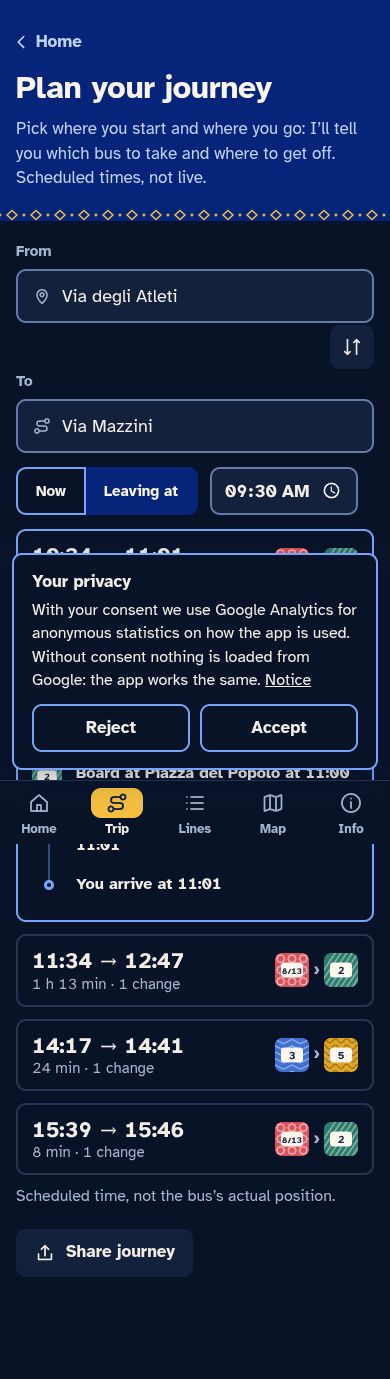 Home
Plan your journey
Pick where you start and where you go: I'll tell
you which bus to take and where to get off.
Scheduled times, not live.
From
Via degli Atleti
To
Via Mazzini
Now
Leaving at
09:30 AM
10:34 → 11:01
Your privacy
With your consent we use Google Analytics for
anonymous statistics on how the app is used.
Without consent nothing is loaded from
Google: the app works the same. Notice
Reject
Accept
2
Board at Piazza del Popolo at 11:00
Home
Trip
Lines
Map
Info
11:01
You arrive at 11:01
11:34 → 12:47
8/13 › 2
1 h 13 min · 1 change
14:17 → 14:41
3 › 5
24 min · 1 change
15:39 → 15:46
8/13 › 2
8 min · 1 change
Scheduled time, not the bus's actual position.
Share journey